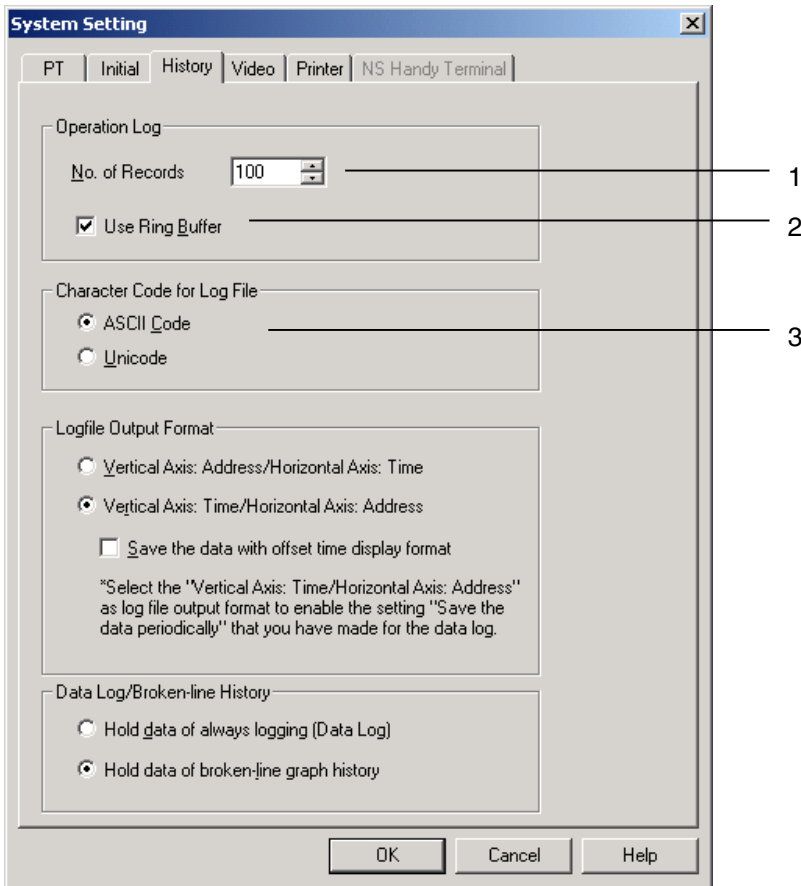 System Setting
PT Initial History Video Printer NS Handy Terminal
Operation Log
No. of Records 100 1
Use Ring Buffer 2
Character Code for Log File
ASCII Code 3
Unicode
Logfile Output Format
Vertical Axis: Address/Horizontal Axis: Time
Vertical Axis: Time/Horizontal Axis: Address
Save the data with offset time display format
*Select the "Vertical Axis: Time/Horizontal Axis: Address"
as log file output format to enable the setting "Save the
data periodically" that you have made for the data log.
Data Log/Broken-line History
Hold data of always logging (Data Log)
Hold data of broken-line graph history
OK Cancel Help